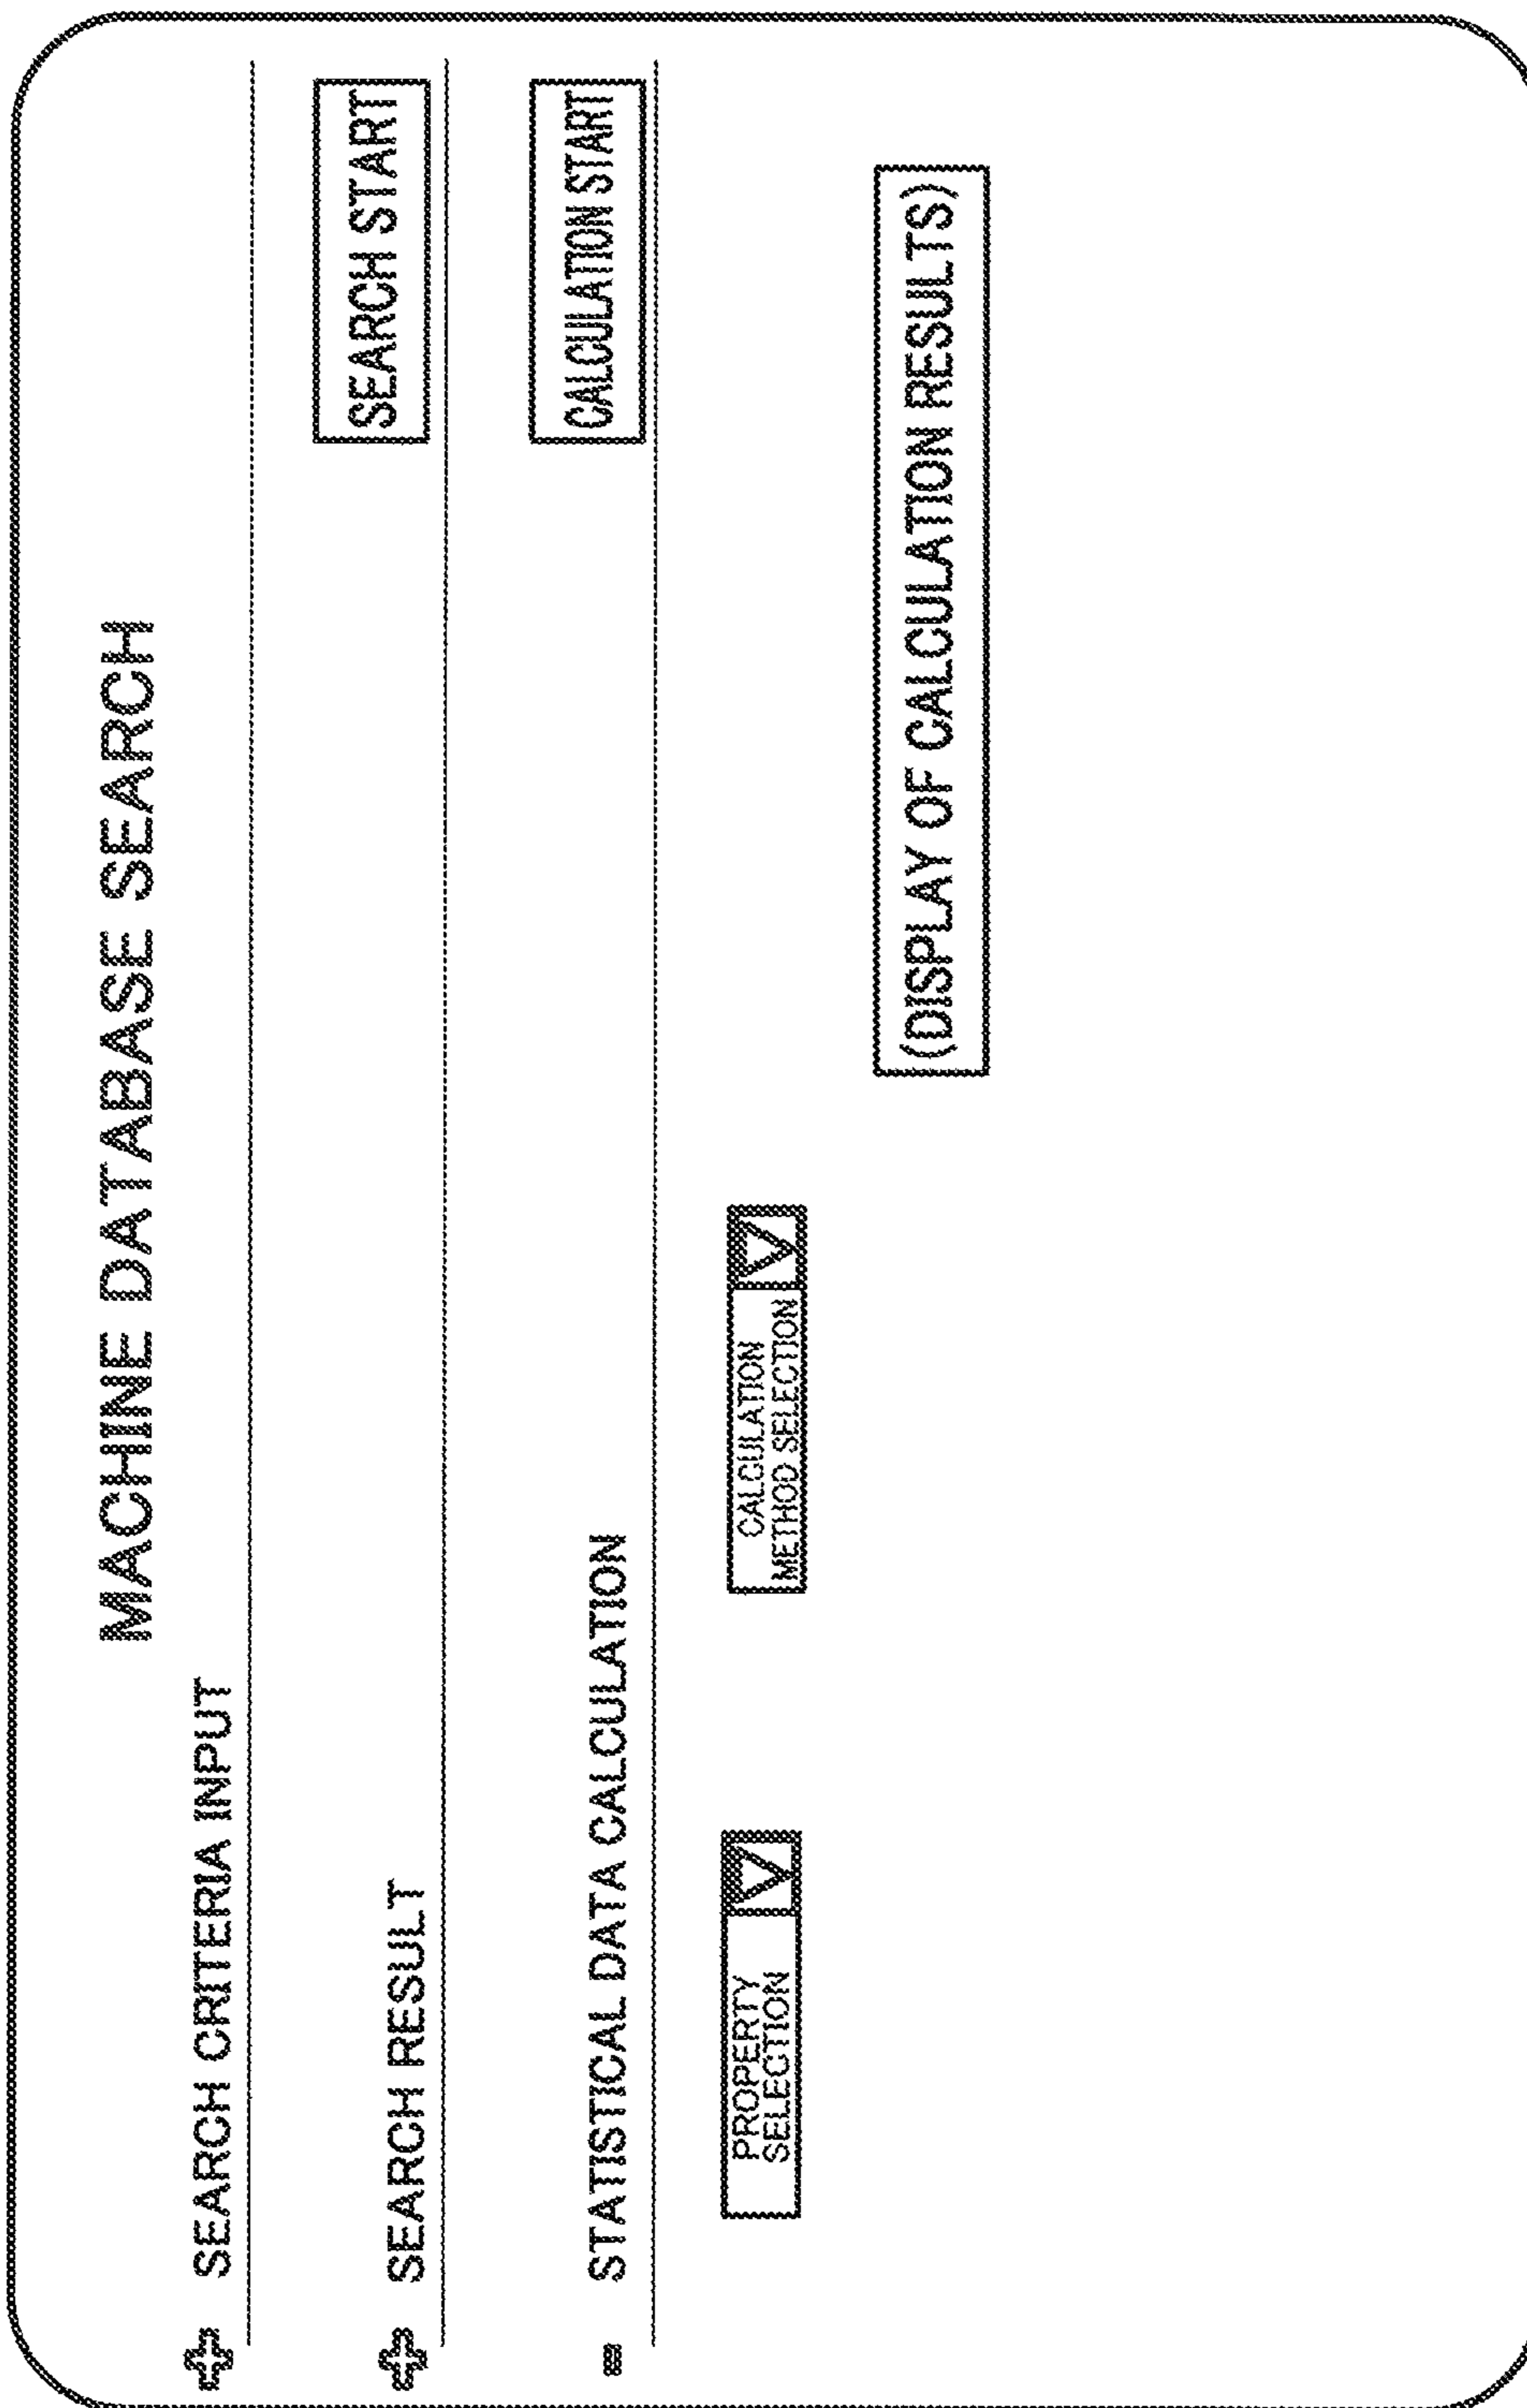 MACHINE DATABASE SEARCH
+ SEARCH CRITERIA INPUT
+ SEARCH RESULT
SEARCH START
- STATISTICAL DATA CALCULATION
CALCULATION START
PROPERTY
SELECTION
CALCULATION
METHOD SELECTION
(DISPLAY OF CALCULATION RESULTS)